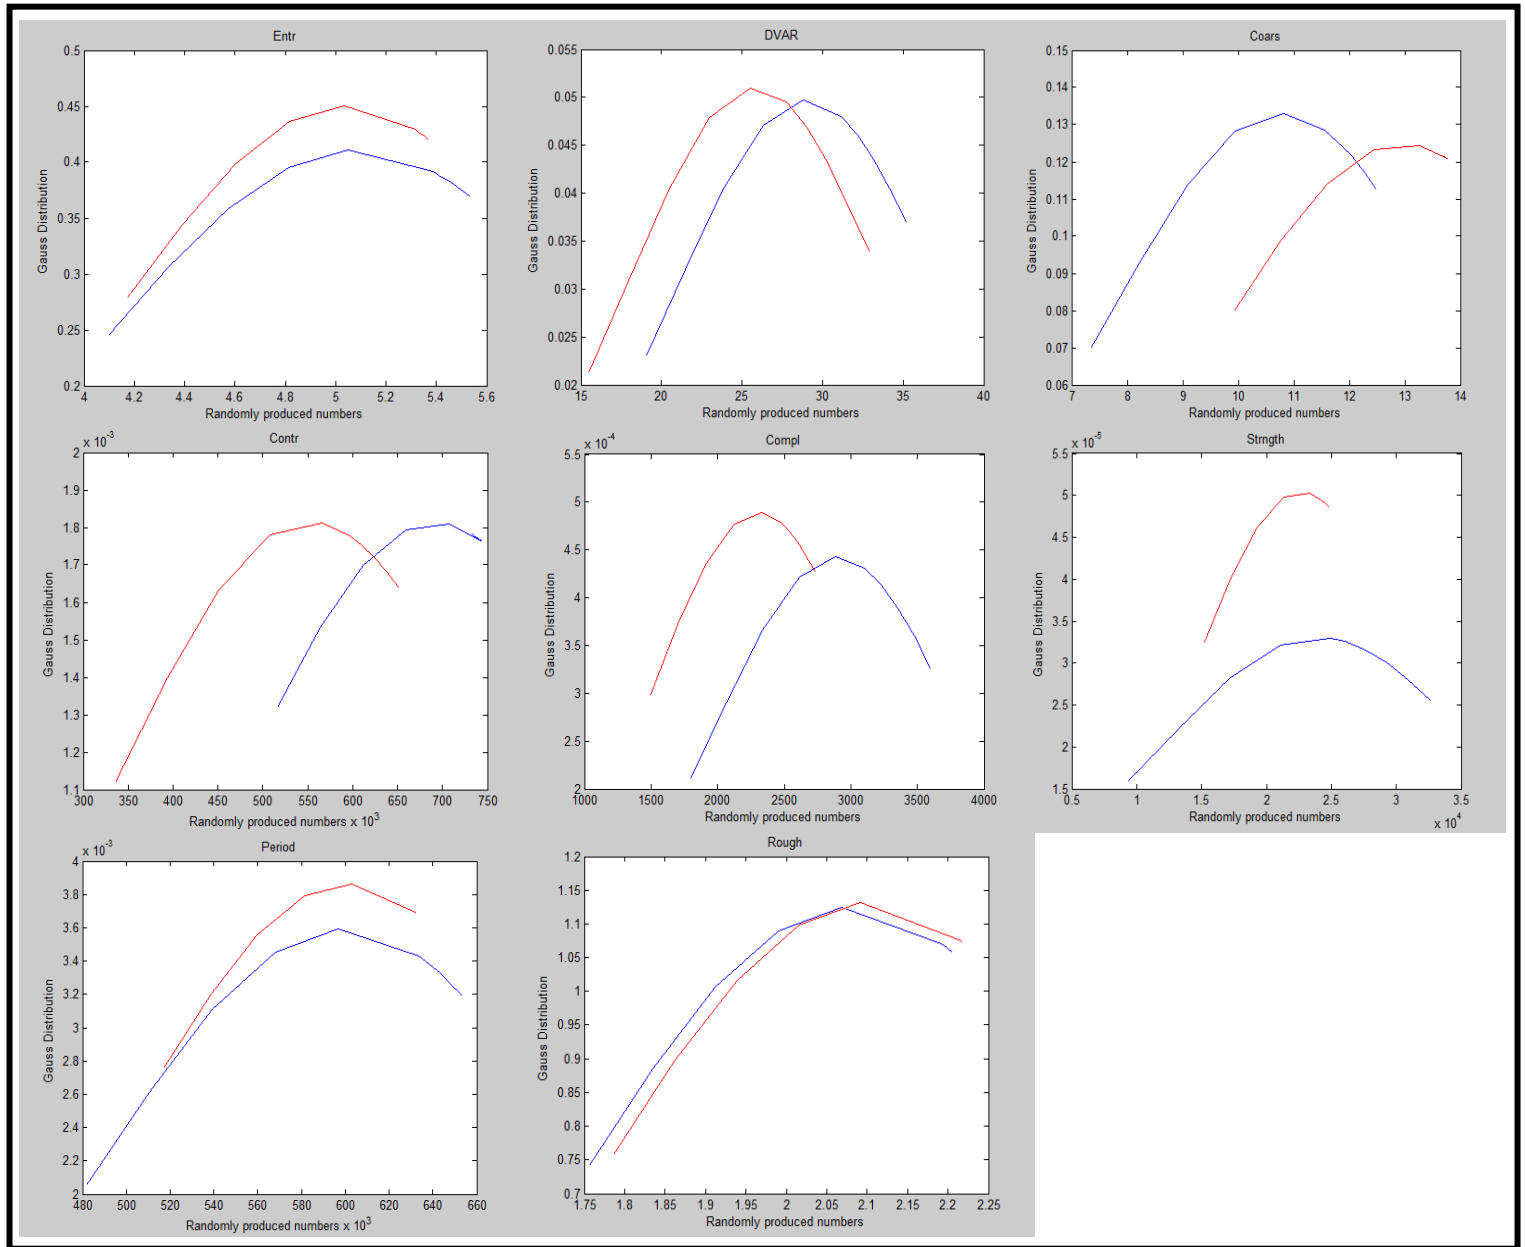 Entr
0.5
0.45
0.4
0.35
0.3
0.25
0.2
Gauss Distribution
4 4.2 4.4 4.6 4.8 5 5.2 5.4 5.6
Randomly produced numbers
DVAR
0.055
0.05
0.045
0.04
0.035
0.03
0.025
0.02
Gauss Distribution
15 20 25 30 35 40
Randomly produced numbers
Coars
0.15
0.14
0.13
0.12
0.11
0.1
0.09
0.08
0.07
0.06
Gauss Distribution
7 8 9 10 11 12 13 14
Randomly produced numbers
Contr
x 10^-3
2
1.9
1.8
1.7
1.6
1.5
1.4
1.3
1.2
1.1
Gauss Distribution
300 350 400 450 500 550 600 650 700 750
Randomly produced numbers x 10^3
Compl
x 10^-4
5.5
5
4.5
4
3.5
3
2.5
2
Gauss Distribution
1000 1500 2000 2500 3000 3500 4000
Randomly produced numbers
Strngth
x 10^-5
5.5
5
4.5
4
3.5
3
2.5
2
1.5
Gauss Distribution
0.5 1 1.5 2 2.5 3 3.5
Randomly produced numbers
x 10^4
Period
x 10^-3
4
3.8
3.6
3.4
3.2
3
2.8
2.6
2.4
2.2
2
Gauss Distribution
480 500 520 540 560 580 600 620 640 660
Randomly produced numbers x 10^3
Rough
1.2
1.15
1.1
1.05
1
0.95
0.9
0.85
0.8
0.75
0.7
Gauss Distribution
1.75 1.8 1.85 1.9 1.95 2 2.05 2.1 2.15 2.2 2.25
Randomly produced numbers